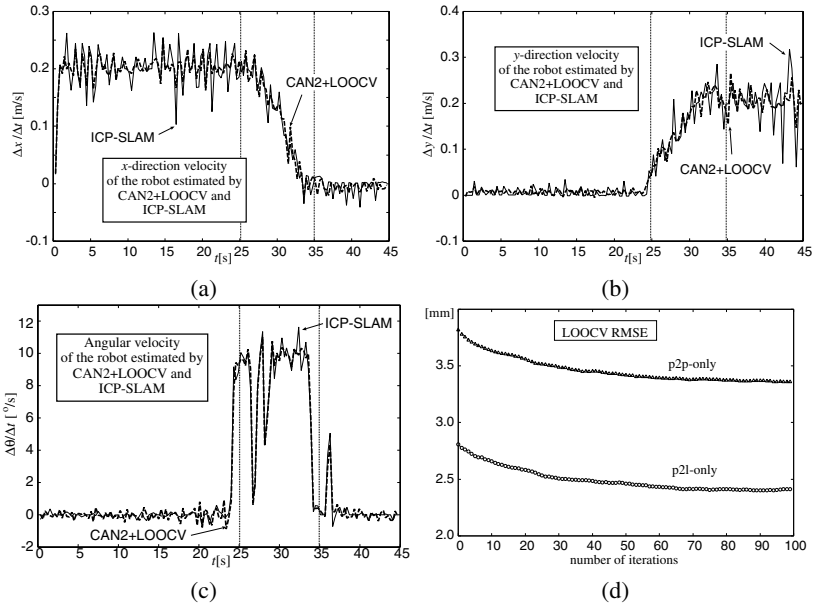 0.3
0.2
0.1
0
-0.1
Δx /Δt [m/s]
ICP-SLAM
CAN2+LOOCV
x-direction velocity
of the robot estimated by
CAN2+LOOCV and
ICP-SLAM
0 5 10 15 20 25 30 35 40 45
t[s]
(a)
0.4
0.3
0.2
0.1
0
0.1
Δy /Δt [m/s]
y-direction velocity
of the robot estimated by
CAN2+LOOCV and
ICP-SLAM
ICP-SLAM
CAN2+LOOCV
0 5 10 15 20 25 30 35 40 45
t[s]
(b)
12
10
8
6
4
2
0
-2
Δθ/Δt [°/s]
Angular velocity
of the robot estimated by
CAN2+LOOCV and
ICP-SLAM
ICP-SLAM
CAN2+LOOCV
0 5 10 15 20 25 30 35 40 45
t[s]
(c)
[mm]
3.5
3.0
2.5
2.0
LOOCV RMSE
p2p-only
p2l-only
0 10 20 30 40 50 60 70 80 90 100
number of iterations
(d)